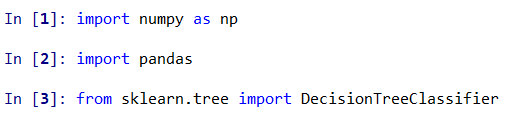 In [1]: import numpy as np
In [2]: import pandas
In [3]: from sklearn.tree import DecisionTreeClassifier